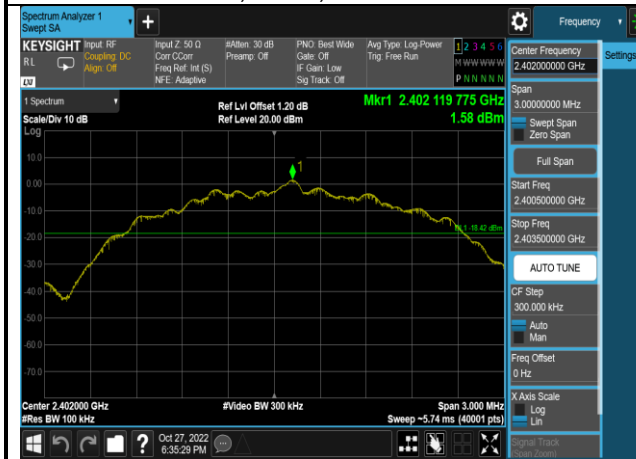 Spectrum Analyzer 1
Swept SA
+
Frequency
Settings
KEYSIGHT
RL
LXI
Input: RF
Coupling: DC
Align: Off
Input Z: 50 Ω
Corr CCorr
Freq Ref: Int (S)
NFE: Adaptive
#Atten: 30 dB
Preamp: Off
PNO: Best Wide
Gate: Off
IF Gain: Low
Sig Track: Off
Avg Type: Log-Power
Trig: Free Run
1 2 3 4 5 6
M W W W W W
P N N N N N
1 Spectrum
Scale/Div 10 dB
Log
Ref Lvl Offset 1.20 dB
Ref Level 20.00 dBm
Mkr1 2.402 119 775 GHz
1.58 dBm
10.0
0.00
-10.0
-20.0
-30.0
-40.0
-50.0
-60.0
-70.0
1
-18.42 dBm
Center 2.402000 GHz
#Res BW 100 kHz
#Video BW 300 kHz
Span 3.000 MHz
Sweep ~5.74 ms (40001 pts)
Oct 27, 2022
6:35:29 PM
?
Center Frequency
2.402000000 GHz
Span
3.00000000 MHz
Swept Span
Zero Span
Full Span
Start Freq
2.400500000 GHz
Stop Freq
2.403500000 GHz
AUTO TUNE
CF Step
300.000 kHz
Auto
Man
Freq Offset
0 Hz
X Axis Scale
Log
Lin
Signal Track
(Span Zoom)